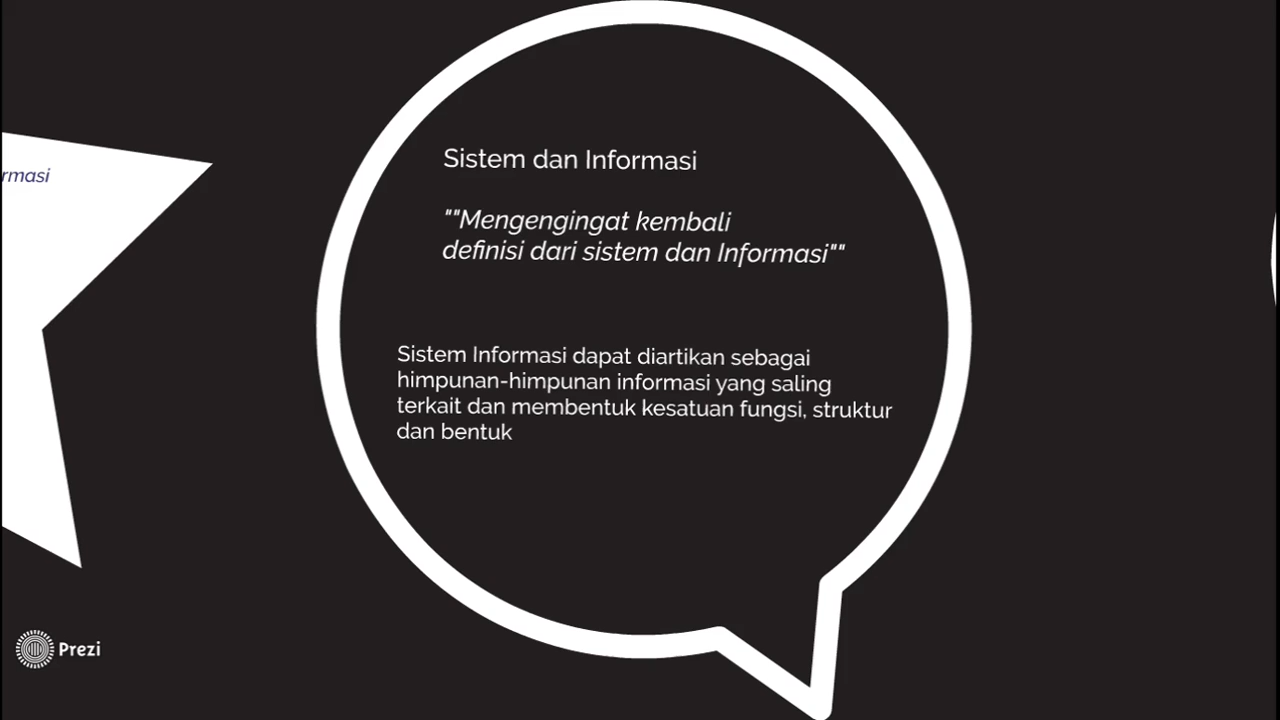 rmasi
Sistem dan Informasi
""Mengengingat kembali
definisi dari sistem dan Informasi""
Sistem Informasi dapat diartikan sebagai
himpunan-himpunan informasi yang saling
terkait dan membentuk kesatuan fungsi, struktur
dan bentuk
Prezi